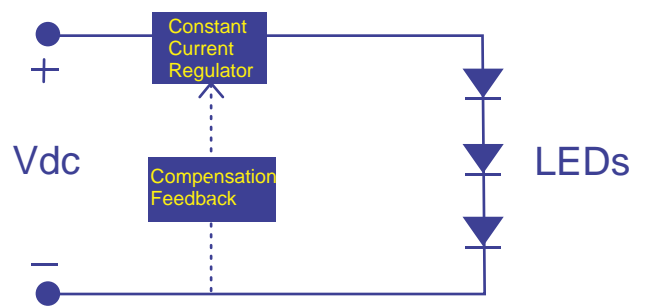 Constant
Current
Regulator
+
Vdc
Compensation
Feedback
LEDs
−